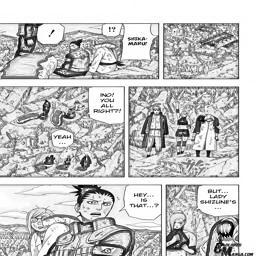 SHIKA-
MARU!
!?
!
INO!
YOU
ALL
RIGHT?!
YEAH
...
BUT...
LADY
SHIZUNE'S
...
HEY...
IS
THAT...?